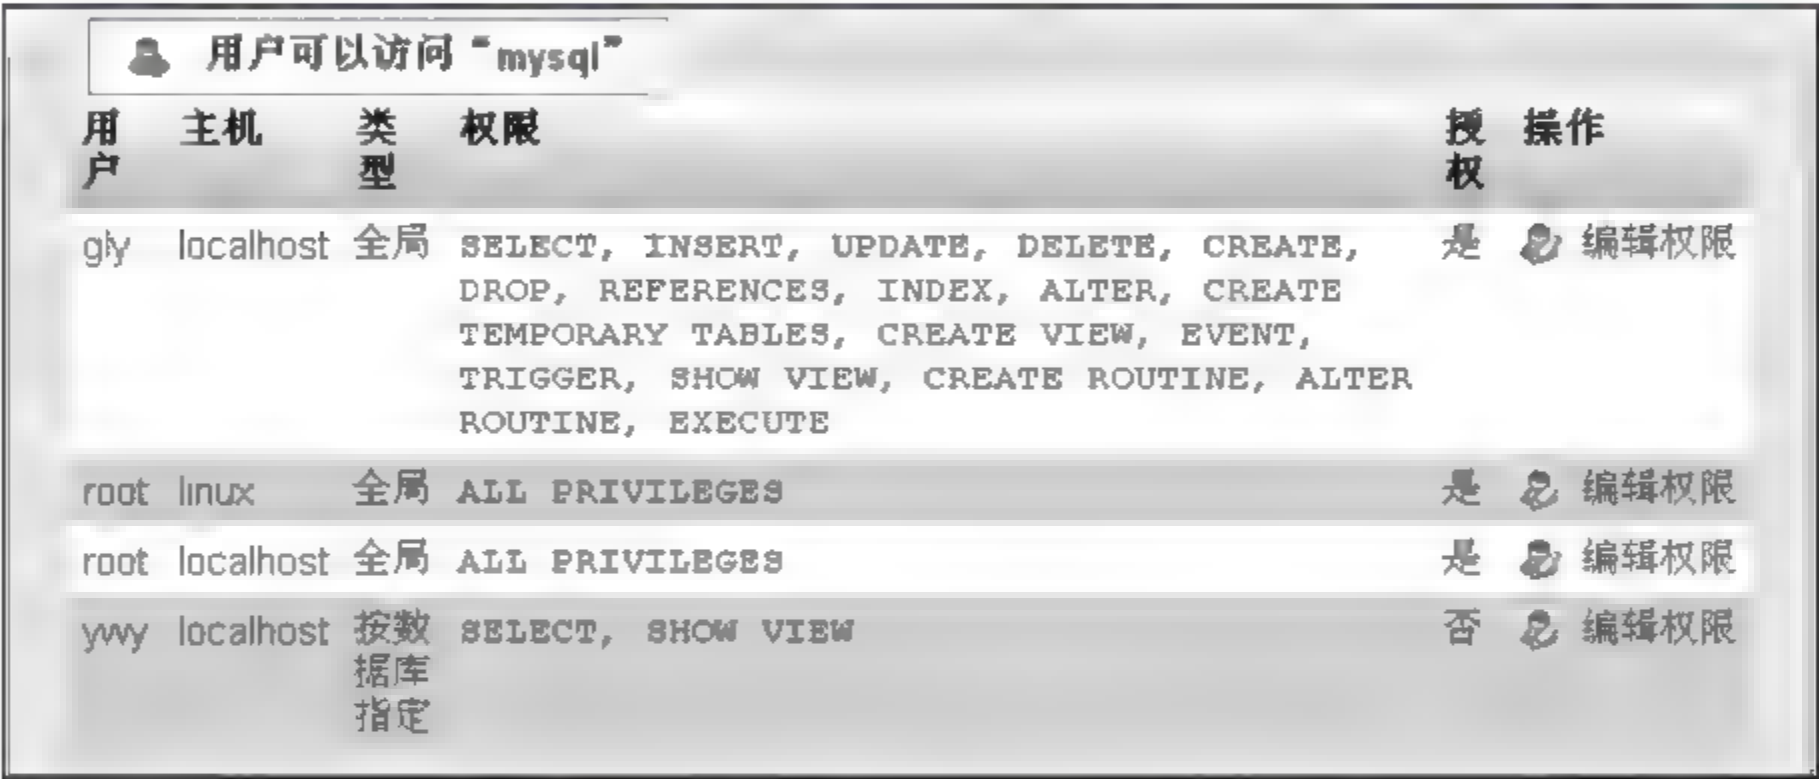 用户可以访问“mysql”
用户 主机 类型 权限 授权 操作
gly localhost 全局 SELECT, INSERT, UPDATE, DELETE, CREATE, 是 编辑权限
DROP, REFERENCES, INDEX, ALTER, CREATE
TEMPORARY TABLES, CREATE VIEW, EVENT,
TRIGGER, SHOW VIEW, CREATE ROUTINE, ALTER
ROUTINE, EXECUTE
root linux 全局 ALL PRIVILEGES 是 编辑权限
root localhost 全局 ALL PRIVILEGES 是 编辑权限
ywy localhost 按数 SELECT, SHOW VIEW 否 编辑权限
据库
指定